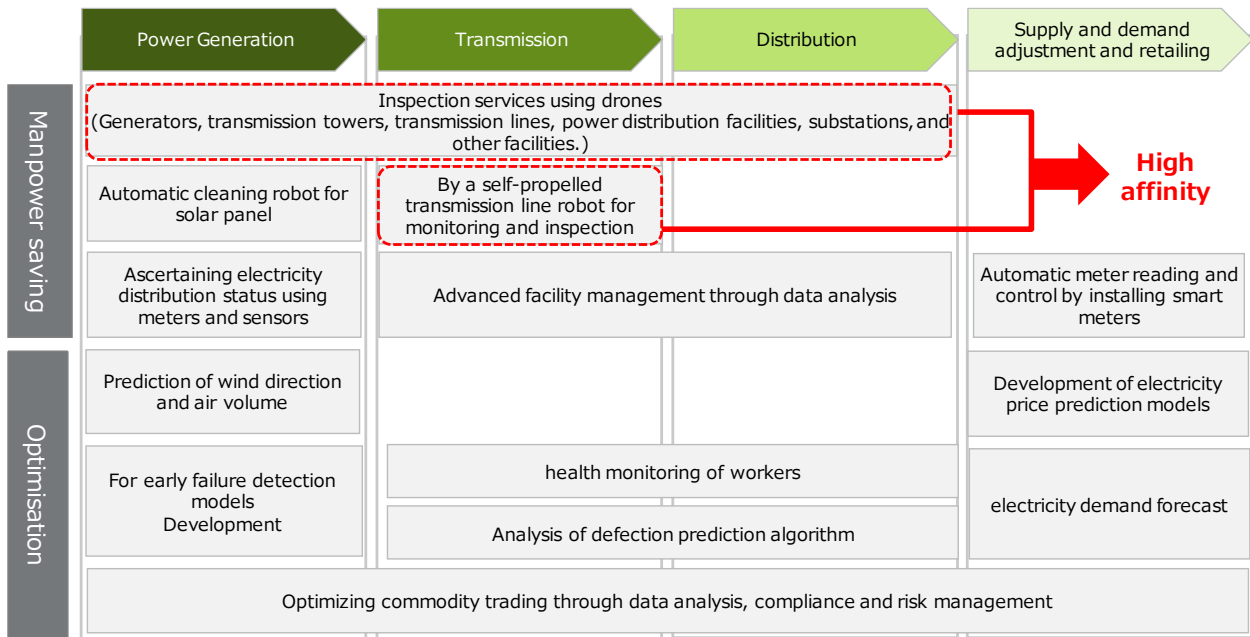 Power Generation
Transmission
Distribution
Supply and demand
adjustment and retailing
Manpower saving
Inspection services using drones
(Generators, transmission towers, transmission lines, power distribution facilities, substations, and
other facilities.)
High
affinity
Automatic cleaning robot for
solar panel
By a self-propelled
transmission line robot for
monitoring and inspection
Ascertaining electricity
distribution status using
meters and sensors
Advanced facility management through data analysis
Automatic meter reading and
control by installing smart
meters
Optimisation
Prediction of wind direction
and air volume
Development of electricity
price prediction models
For early failure detection
models
Development
health monitoring of workers
Analysis of defection prediction algorithm
electricity demand forecast
Optimizing commodity trading through data analysis, compliance and risk management